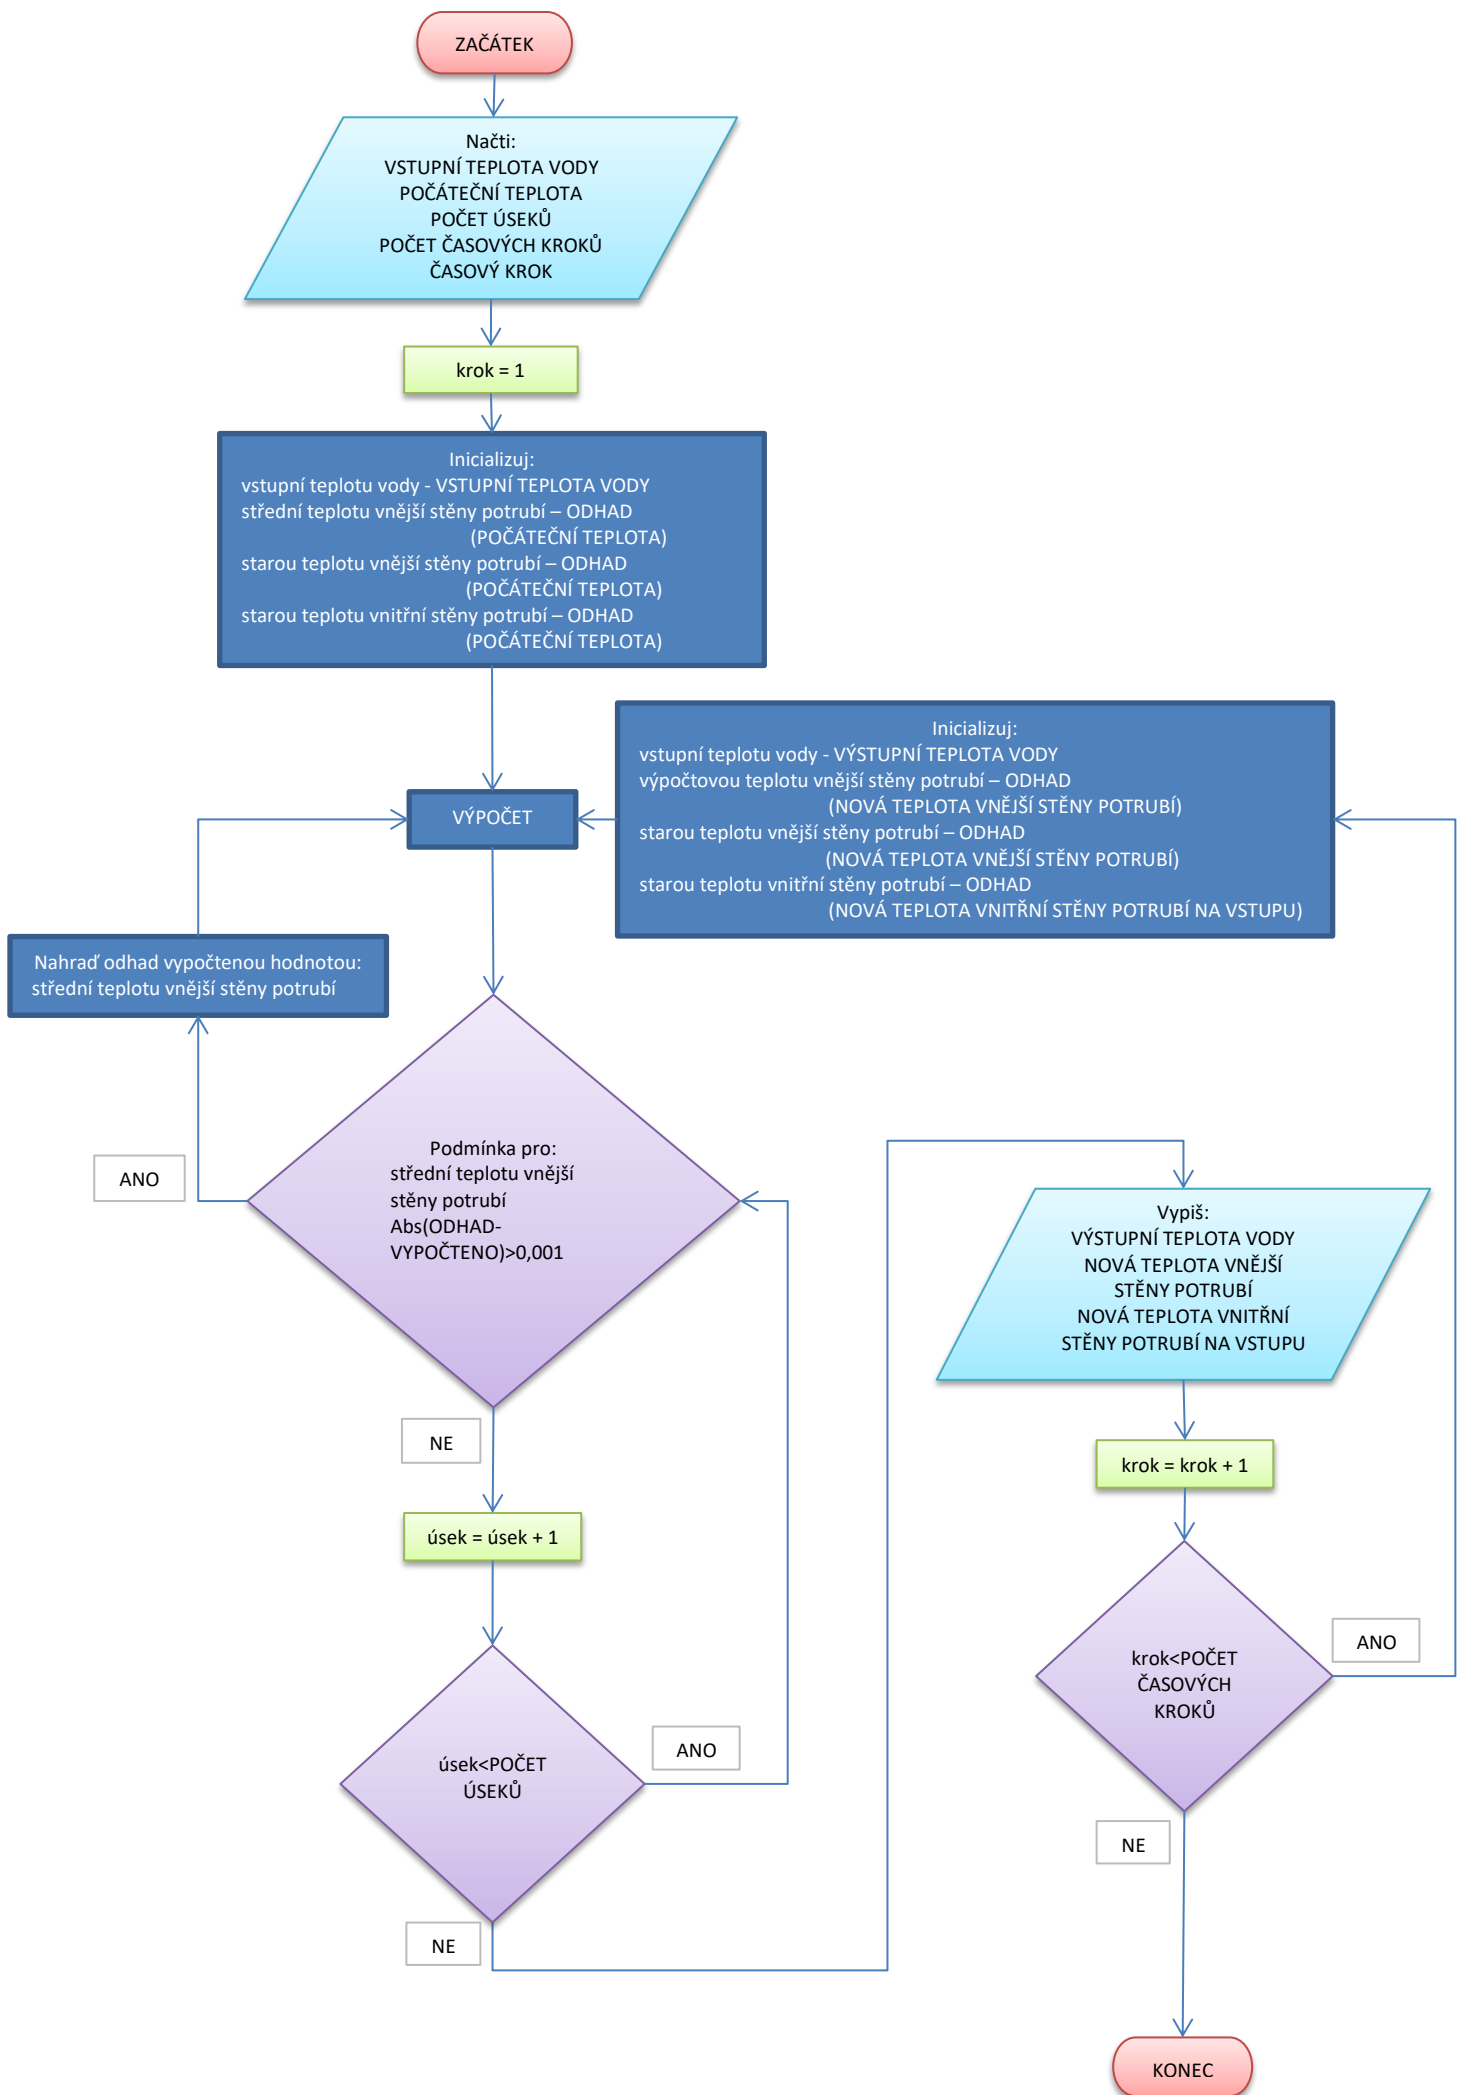 ZAČÁTEK
Načti:
VSTUPNÍ TEPLOTA VODY
POČÁTEČNÍ TEPLOTA
POČET ÚSEKŮ
POČET ČASOVÝCH KROKŮ
ČASOVÝ KROK
krok = 1
Inicializuj:
vstupní teplotu vody - VSTUPNÍ TEPLOTA VODY
střední teplotu vnější stěny potrubí – ODHAD
(POČÁTEČNÍ TEPLOTA)
starou teplotu vnější stěny potrubí – ODHAD
(POČÁTEČNÍ TEPLOTA)
starou teplotu vnitřní stěny potrubí – ODHAD
(POČÁTEČNÍ TEPLOTA)
Inicializuj:
vstupní teplotu vody - VÝSTUPNÍ TEPLOTA VODY
výpočtovou teplotu vnější stěny potrubí – ODHAD
(NOVÁ TEPLOTA VNĚJŠÍ STĚNY POTRUBÍ)
starou teplotu vnější stěny potrubí – ODHAD
(NOVÁ TEPLOTA VNĚJŠÍ STĚNY POTRUBÍ)
starou teplotu vnitřní stěny potrubí – ODHAD
(NOVÁ TEPLOTA VNITŘNÍ STĚNY POTRUBÍ NA VSTUPU)
VÝPOČET
Nahraď odhad vypočtenou hodnotou:
střední teplotu vnější stěny potrubí
Podmínka pro:
střední teplotu vnější
stěny potrubí
Abs(ODHAD-
VYPOČTENO)>0,001
ANO
NE
úsek = úsek + 1
úsek<POČET
ÚSEKŮ
ANO
NE
Vypiš:
VÝSTUPNÍ TEPLOTA VODY
NOVÁ TEPLOTA VNĚJŠÍ
STĚNY POTRUBÍ
NOVÁ TEPLOTA VNITŘNÍ
STĚNY POTRUBÍ NA VSTUPU
krok = krok + 1
krok<POČET
ČASOVÝCH
KROKŮ
ANO
NE
KONEC